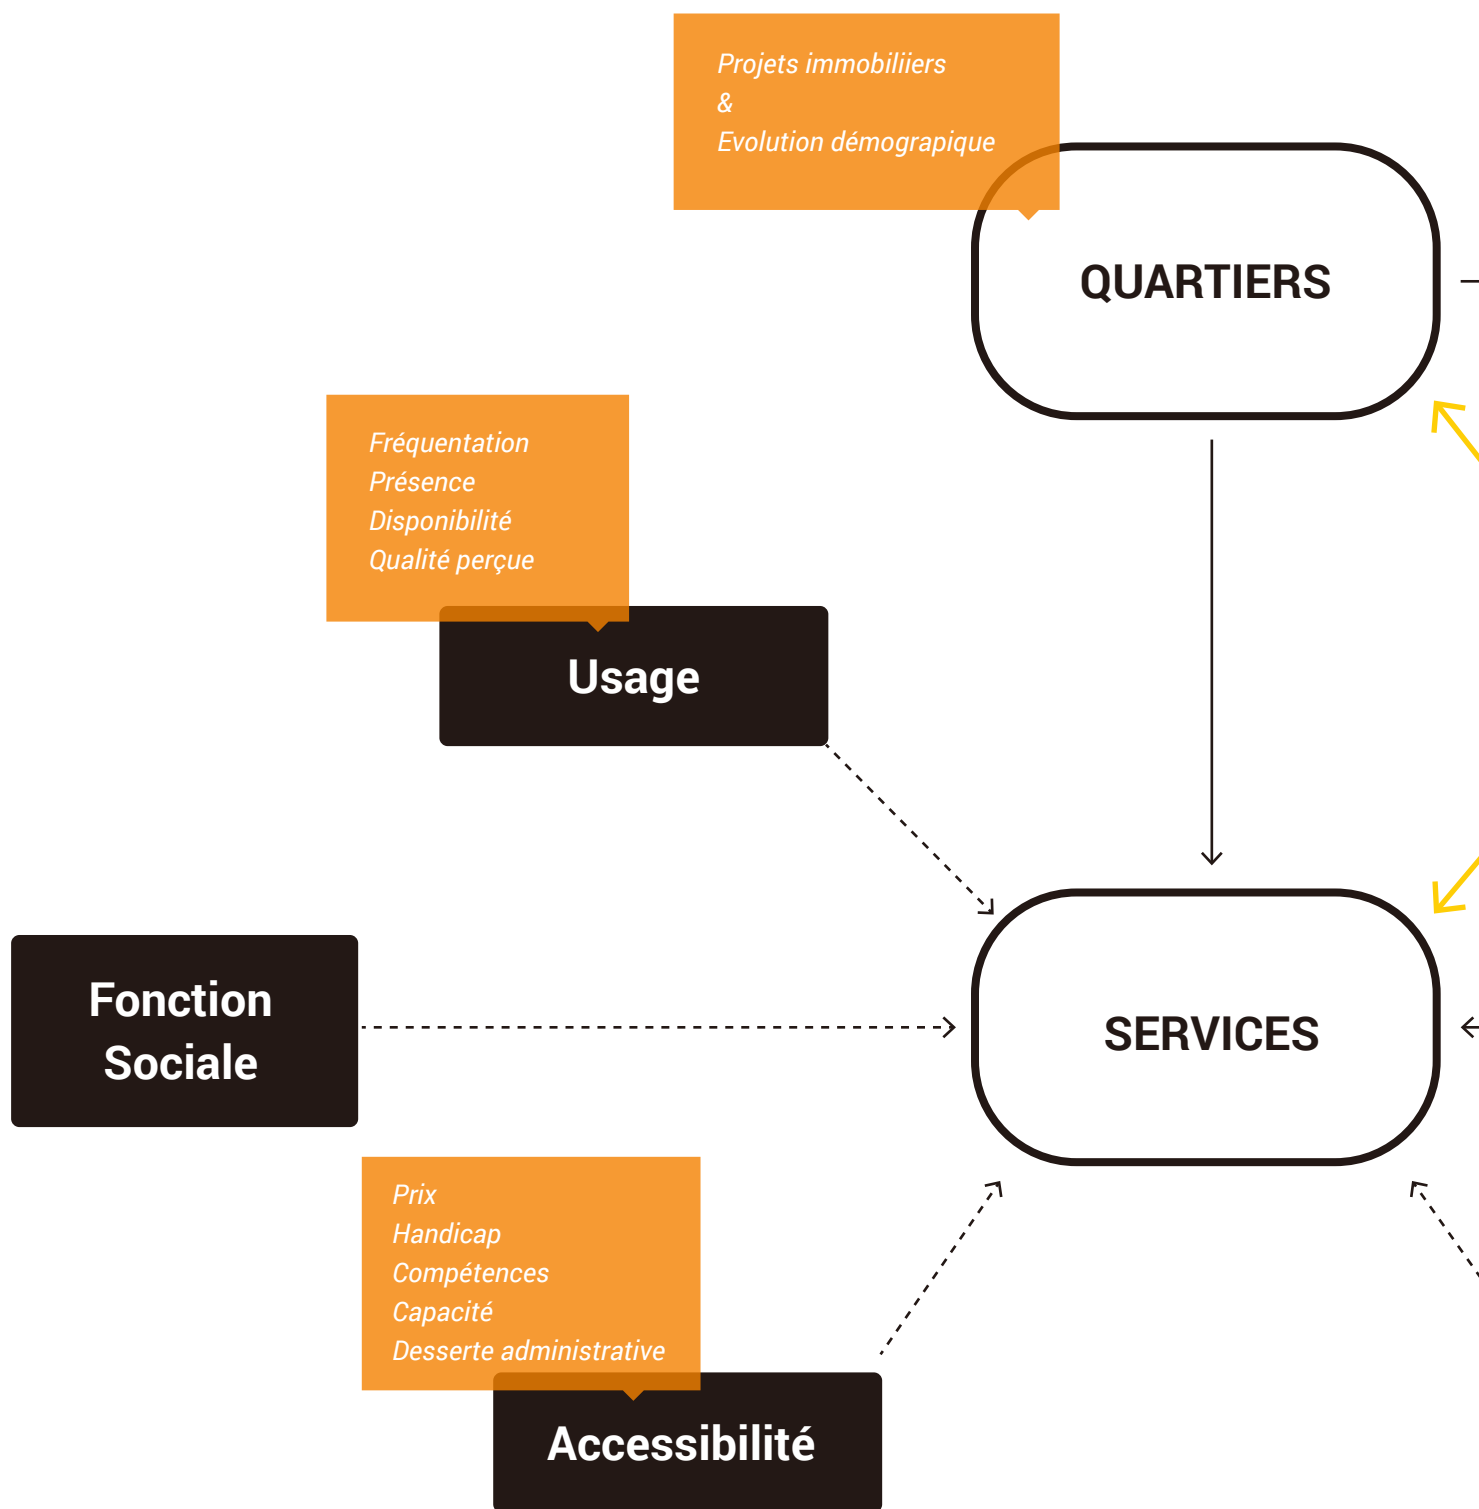 Projets immobiliiers
&
Evolution démograpique
QUARTIERS
Fréquentation
Présence
Disponibilité
Qualité perçue
Usage
Fonction
Sociale
SERVICES
Prix
Handicap
Compétences
Capacité
Desserte administrative
Accessibilité